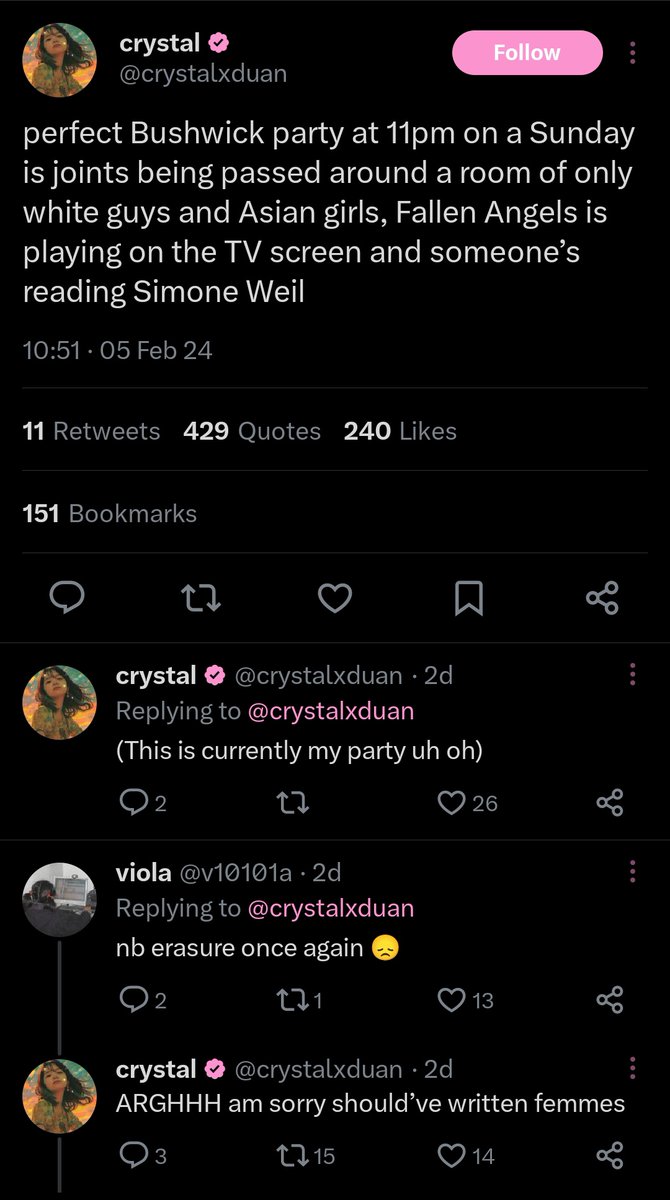 crystal
Follow
@crystalxduan
perfect Bushwick party at 11pm on a Sunday
is joints being passed around a room of only
white guys and Asian girls, Fallen Angels is
playing on the TV screen and someone’s
reading Simone Weil
10:51 · 05 Feb 24
11 Retweets 429 Quotes 240 Likes
151 Bookmarks
crystal @crystalxduan · 2d
Replying to @crystalxduan
(This is currently my party uh oh)
2 26
viola @v10101a · 2d
Replying to @crystalxduan
nb erasure once again 😞
2 1 13
crystal @crystalxduan · 2d
ARGHHH am sorry should’ve written femmes
3 15 14